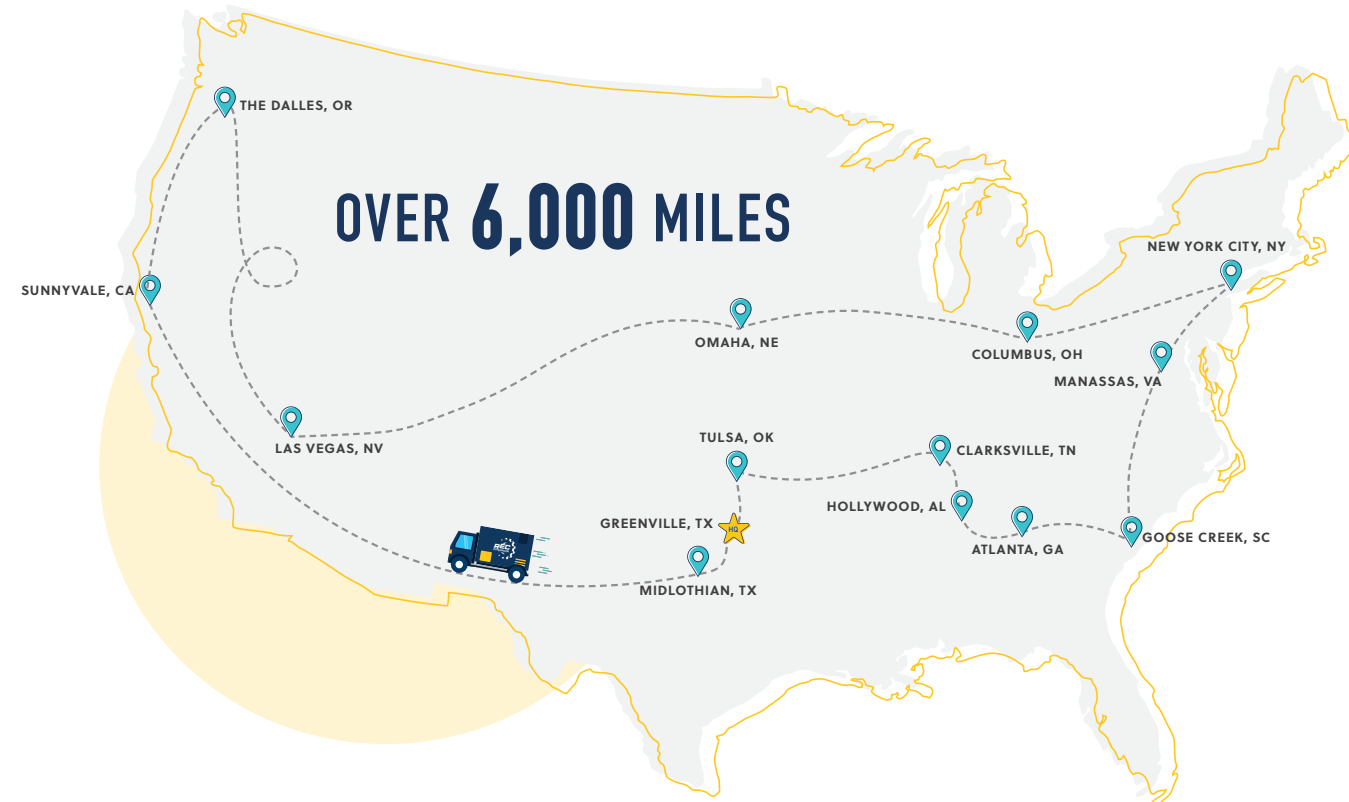 THE DALLES, OR
OVER 6,000 MILES
NEW YORK CITY, NY
SUNNYVALE, CA
OMAHA, NE
COLUMBUS, OH
MANASSAS, VA
LAS VEGAS, NV
TULSA, OK
CLARKSVILLE, TN
HOLLYWOOD, AL
GREENVILLE, TX
HQ
GOOSE CREEK, SC
ATLANTA, GA
REC
MIDLOTHIAN, TX